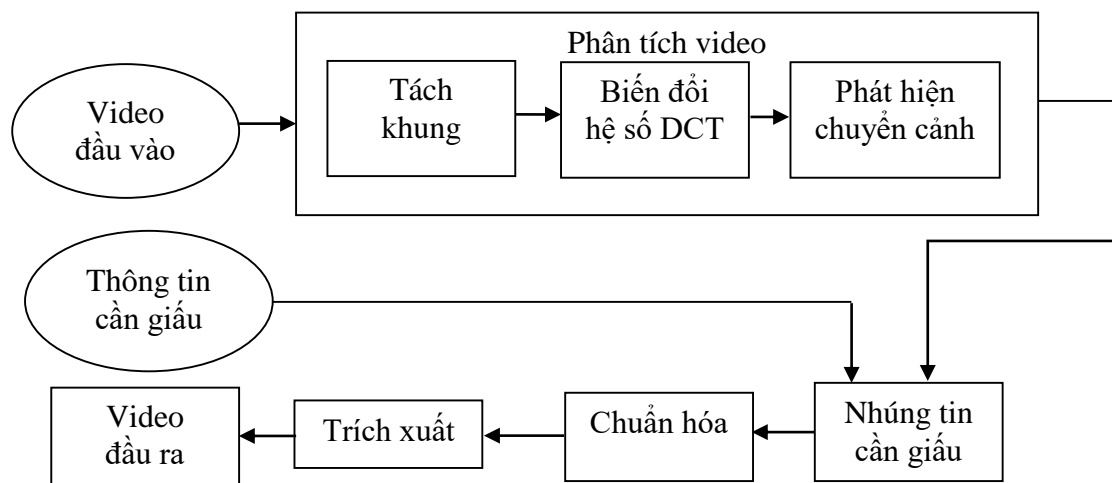 Phân tích video
Video
đầu vào
Tách
khung
Biến đổi
hệ số DCT
Phát hiện
chuyển cảnh
Thông tin
cần giấu
Nhúng tin
cần giấu
Chuẩn hóa
Trích xuất
Video
đầu ra